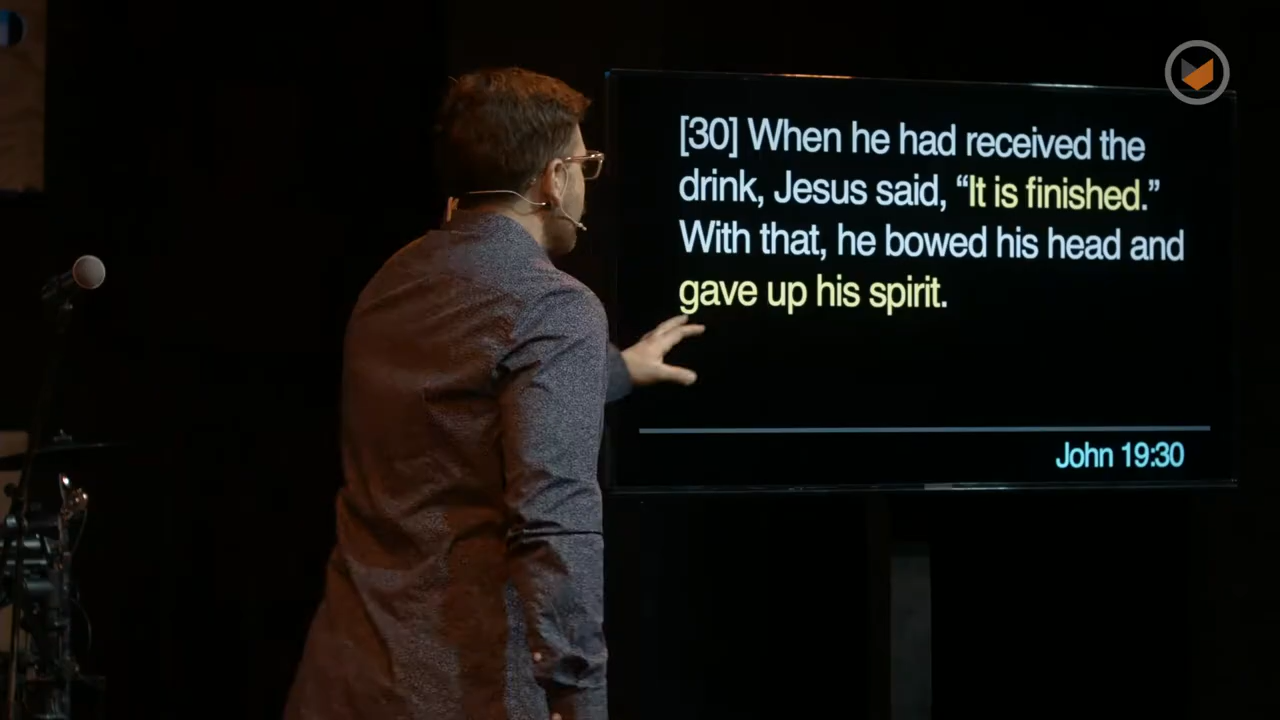 [30] When he had received the
drink, Jesus said, “It is finished.”
With that, he bowed his head and
gave up his spirit.
John 19:30